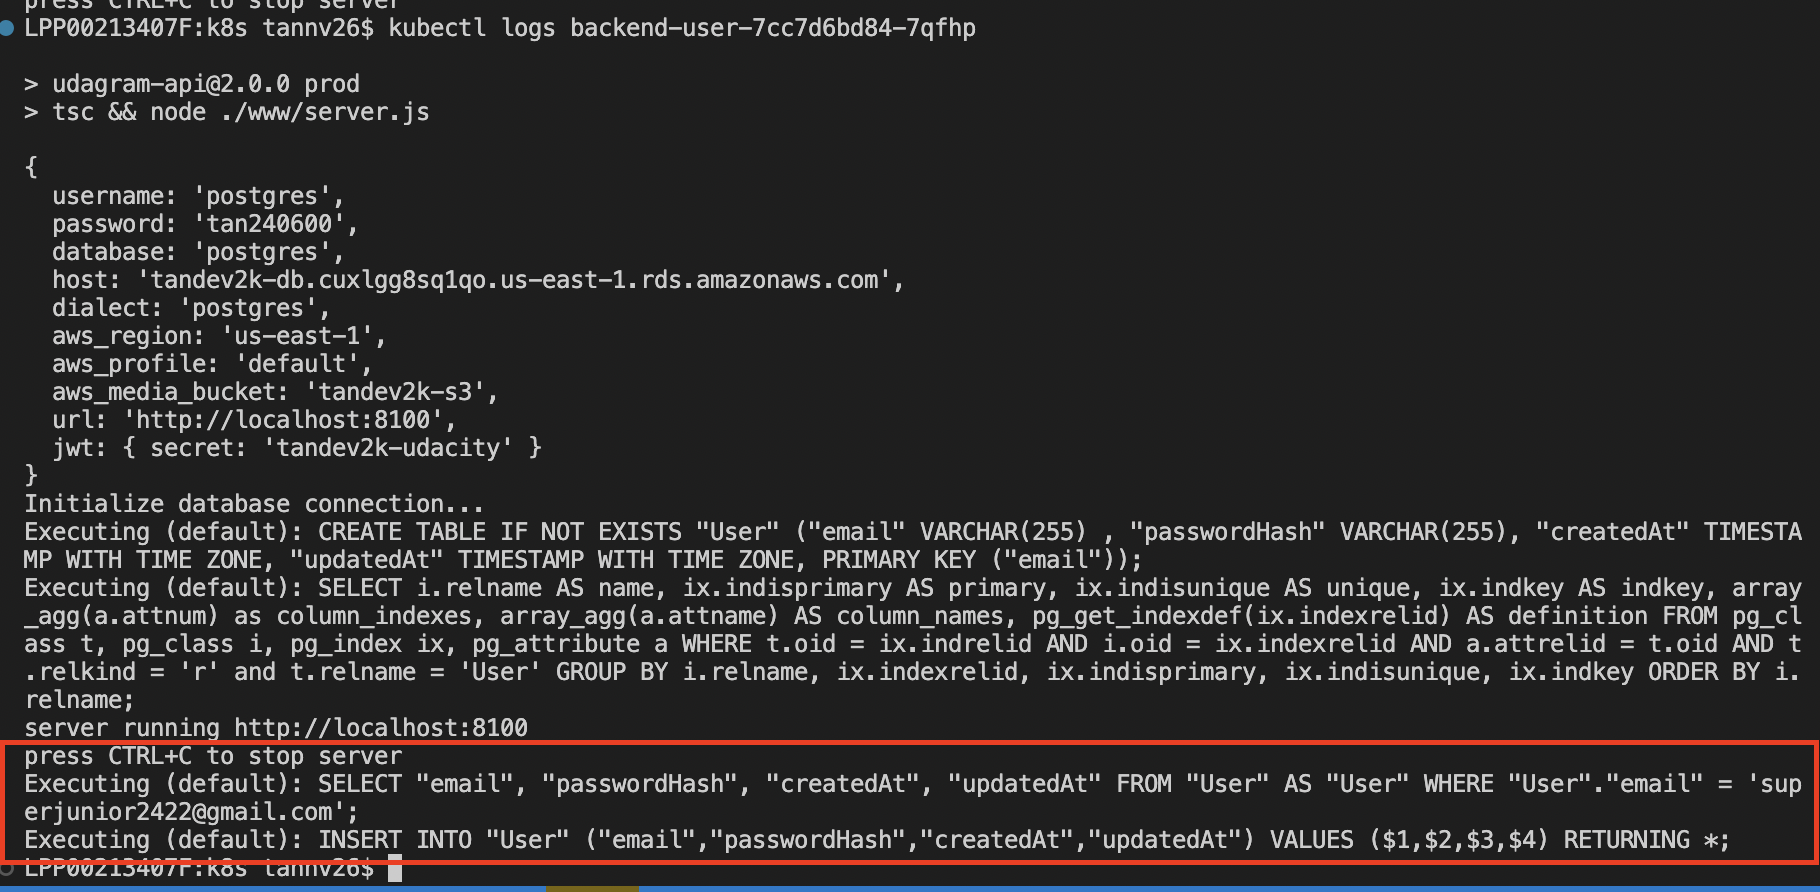 press CTRL+C to stop server
LPP00213407F:k8s tannv26$ kubectl logs backend-user-7cc7d6bd84-7qfhp
> udagram-api@2.0.0 prod
> tsc && node ./www/server.js
{
  username: 'postgres',
  password: 'tan240600',
  database: 'postgres',
  host: 'tandev2k-db.cuxlgg8sq1qo.us-east-1.rds.amazonaws.com',
  dialect: 'postgres',
  aws_region: 'us-east-1',
  aws_profile: 'default',
  aws_media_bucket: 'tandev2k-s3',
  url: 'http://localhost:8100',
  jwt: { secret: 'tandev2k-udacity' }
}
Initialize database connection...
Executing (default): CREATE TABLE IF NOT EXISTS "User" ("email" VARCHAR(255) , "passwordHash" VARCHAR(255), "createdAt" TIMESTA
MP WITH TIME ZONE, "updatedAt" TIMESTAMP WITH TIME ZONE, PRIMARY KEY ("email"));
Executing (default): SELECT i.relname AS name, ix.indisprimary AS primary, ix.indisunique AS unique, ix.indkey AS indkey, array
_agg(a.attnum) as column_indexes, array_agg(a.attname) AS column_names, pg_get_indexdef(ix.indexrelid) AS definition FROM pg_cl
ass t, pg_class i, pg_index ix, pg_attribute a WHERE t.oid = ix.indrelid AND i.oid = ix.indexrelid AND a.attrelid = t.oid AND t
.relkind = 'r' and t.relname = 'User' GROUP BY i.relname, ix.indexrelid, ix.indisprimary, ix.indisunique, ix.indkey ORDER BY i.
relname;
server running http://localhost:8100
press CTRL+C to stop server
Executing (default): SELECT "email", "passwordHash", "createdAt", "updatedAt" FROM "User" AS "User" WHERE "User"."email" = 'sup
erjunior2422@gmail.com';
Executing (default): INSERT INTO "User" ("email","passwordHash","createdAt","updatedAt") VALUES ($1,$2,$3,$4) RETURNING *;
LPP00213407F:k8s tannv26$